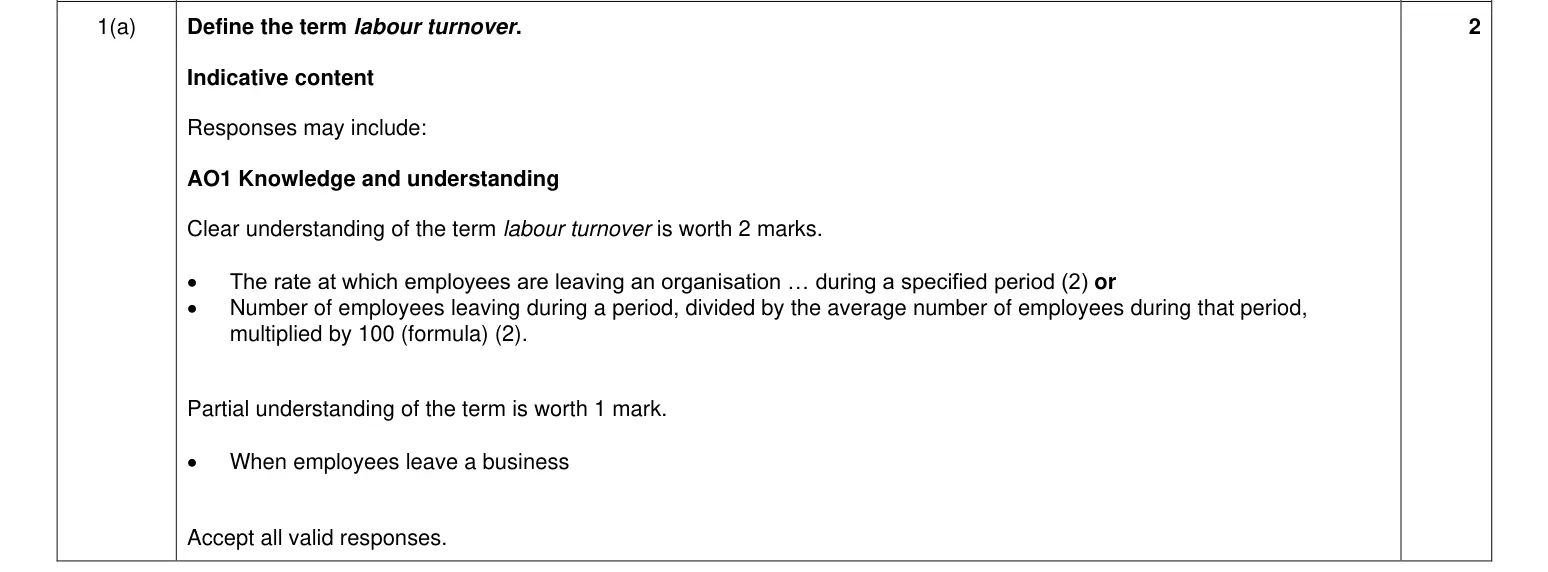 1(a) Define the term labour turnover. 2
Indicative content
Responses may include:
AO1 Knowledge and understanding
Clear understanding of the term labour turnover is worth 2 marks.
• The rate at which employees are leaving an organisation … during a specified period (2) or
• Number of employees leaving during a period, divided by the average number of employees during that period,
multiplied by 100 (formula) (2).
Partial understanding of the term is worth 1 mark.
• When employees leave a business
Accept all valid responses.